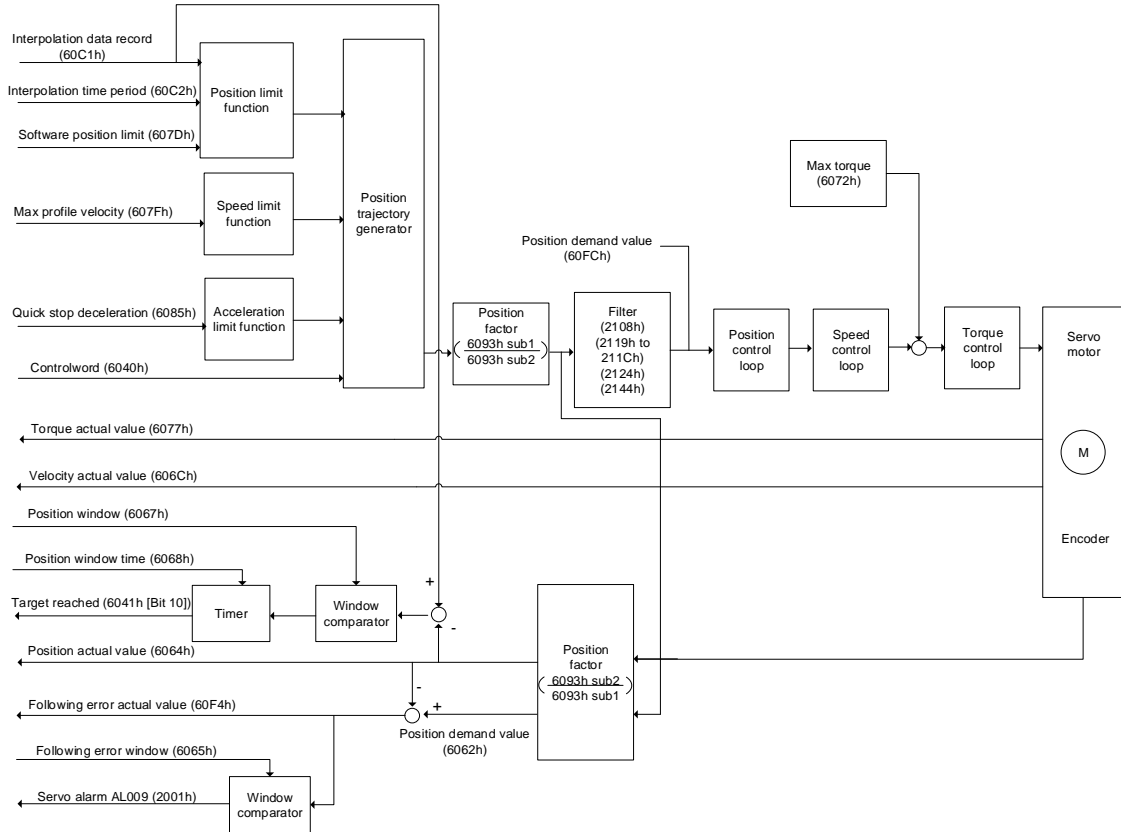 Interpolation data record
(60C1h)
Interpolation time period (60C2h)
Software position limit (607Dh)
Position limit
function
Max profile velocity (607Fh)
Speed limit
function
Quick stop deceleration (6085h)
Acceleration
limit function
Controlword (6040h)
Position
trajectory
generator
Position
factor
( 6093h sub1 )
6093h sub2
Filter
(2108h)
(2119h to
211Ch)
(2124h)
(2144h)
Position demand value
(60FCh)
Position
control
loop
Speed
control
loop
Max torque
(6072h)
Torque
control
loop
Servo
motor
M
Encoder
Torque actual value (6077h)
Velocity actual value (606Ch)
Position window (6067h)
Position window time (6068h)
Target reached (6041h [Bit 10])
Timer
Window
comparator
+
-
Position actual value (6064h)
Position
factor
( 6093h sub2 )
6093h sub1
-
+
Following error actual value (60F4h)
Position demand value
(6062h)
Following error window (6065h)
Servo alarm AL009 (2001h)
Window
comparator